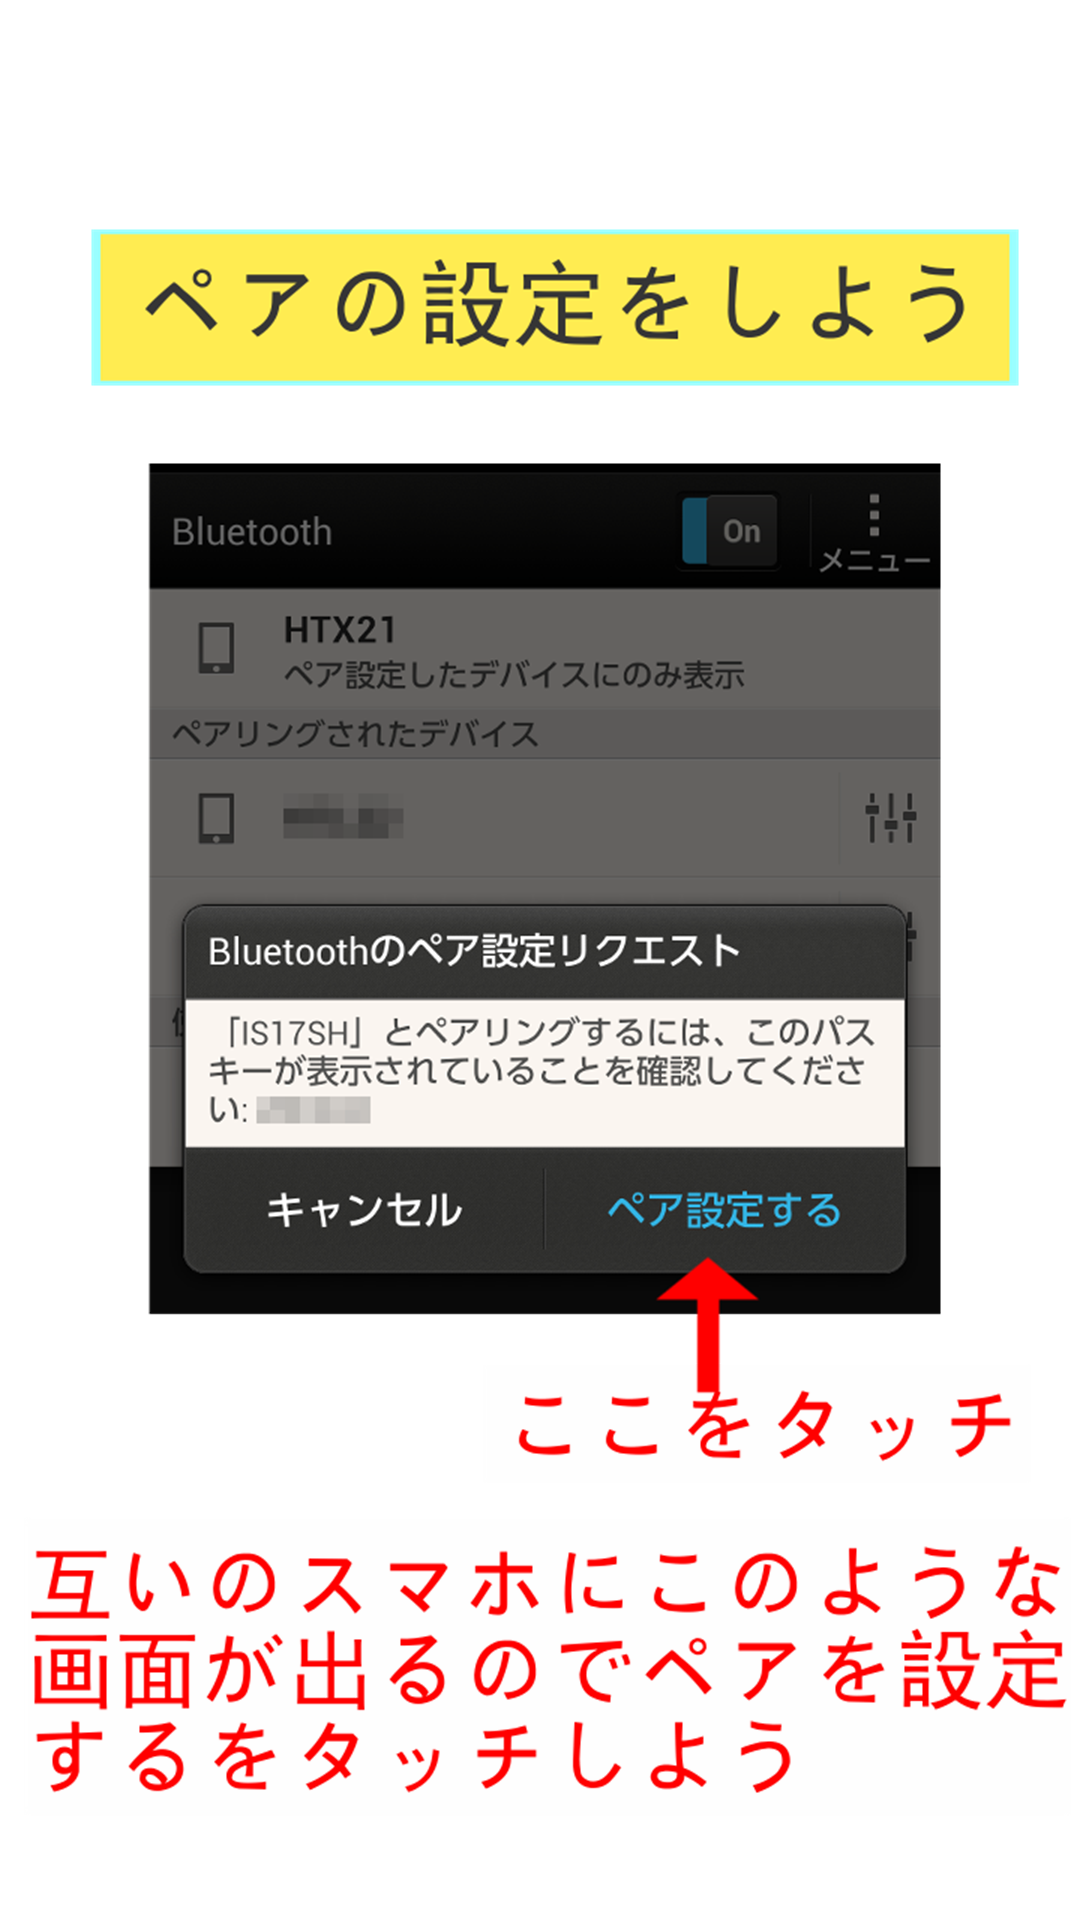 ペアの設定をしよう
Bluetooth
On
メニュー
HTX21
ペア設定したデバイスにのみ表示
ペアリングされたデバイス
Bluetoothのペア設定リクエスト
「IS17SH」とペアリングするには、このパス
キーが表示されていることを確認してくださ
い:
キャンセル
ペア設定する
ここをタッチ
互いのスマホにこのような
画面が出るのでペアを設定
するをタッチしよう